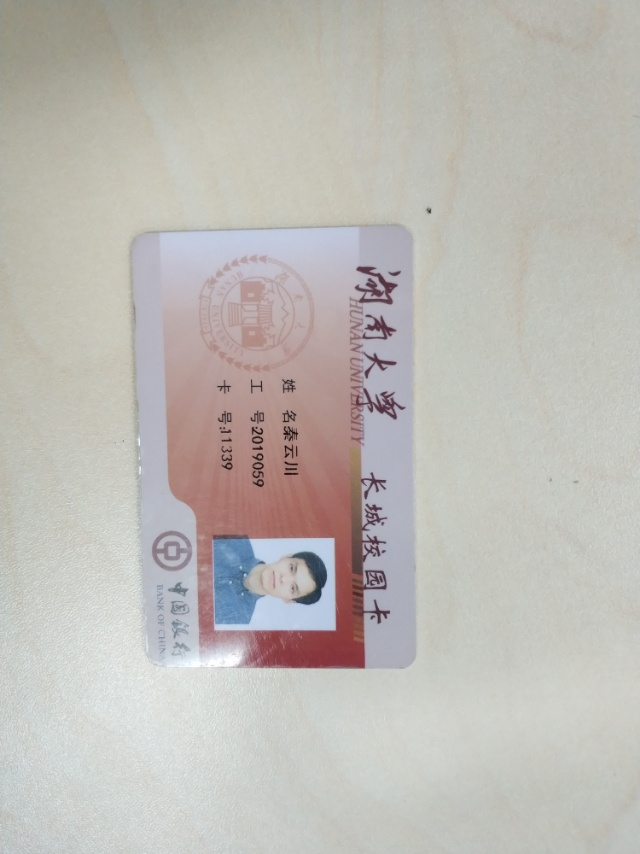 湖南大学 长城校园卡
HUNAN UNIVERSITY
姓 名秦云川
工 号:2019059
卡 号:11339
中国银行
BANK OF CHINA